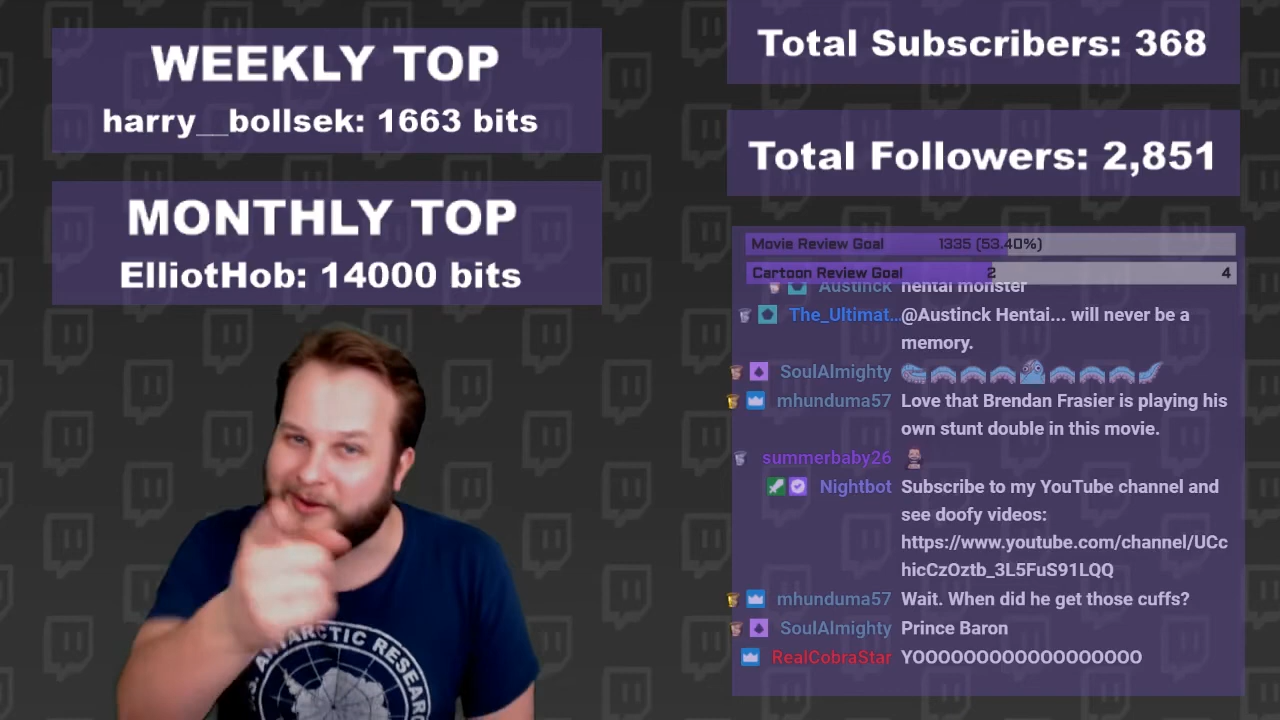 WEEKLY TOP
harry__bollsek: 1663 bits
MONTHLY TOP
ElliotHob: 14000 bits
Total Subscribers: 368
Total Followers: 2,851
Movie Review Goal 1335 (53.40%)
Cartoon Review Goal 2 4
Austinck hentai monster
The_Ultimat... @Austinck Hentai... will never be a
memory.
SoulAlmighty
mhunduma57 Love that Brendan Frasier is playing his
own stunt double in this movie.
summerbaby26
Nightbot Subscribe to my YouTube channel and
see doofy videos:
https://www.youtube.com/channel/UCc
hicCzOztb_3L5FuS91LQQ
mhunduma57 Wait. When did he get those cuffs?
SoulAlmighty Prince Baron
RealCobraStar YOOOOOOOOOOOOOOOOOO
ANTARCTIC RESEARC